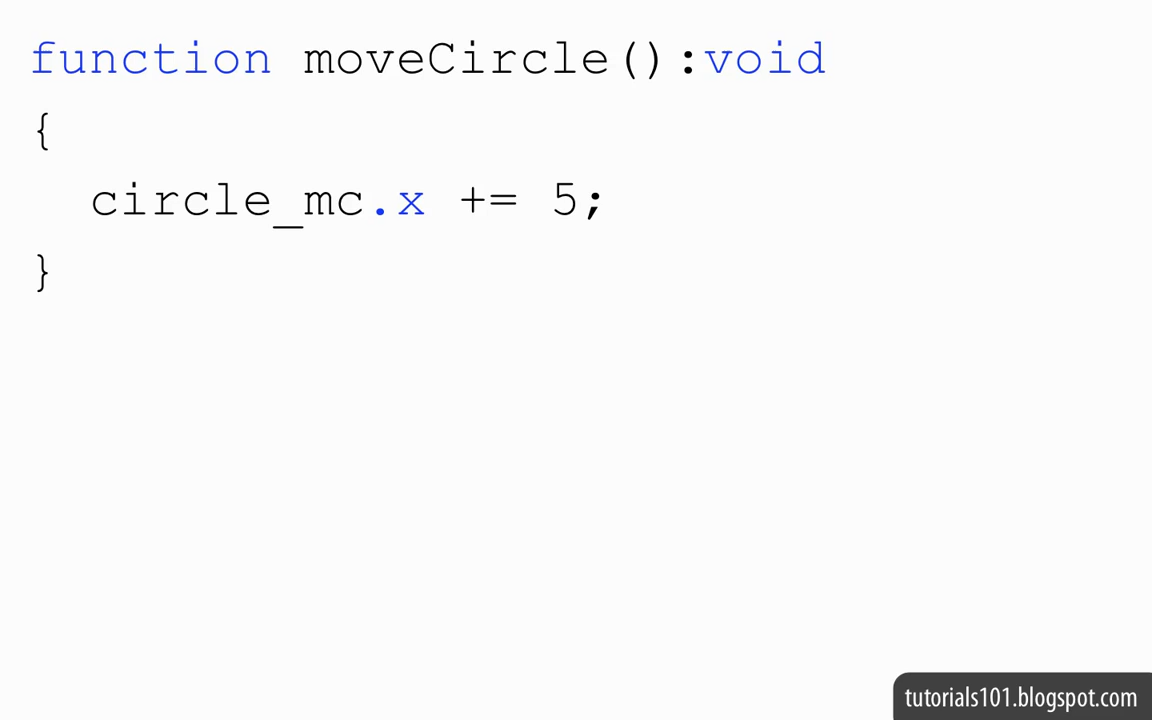 function moveCircle():void
{
  circle_mc.x += 5;
}
tutorials101.blogspot.com